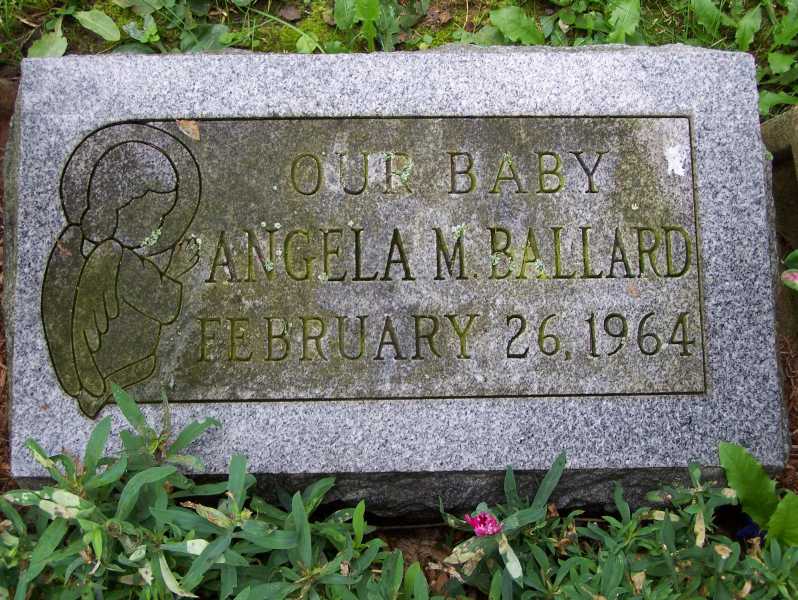 OUR BABY
ANGELA M. BALLARD
FEBRUARY 26, 1964